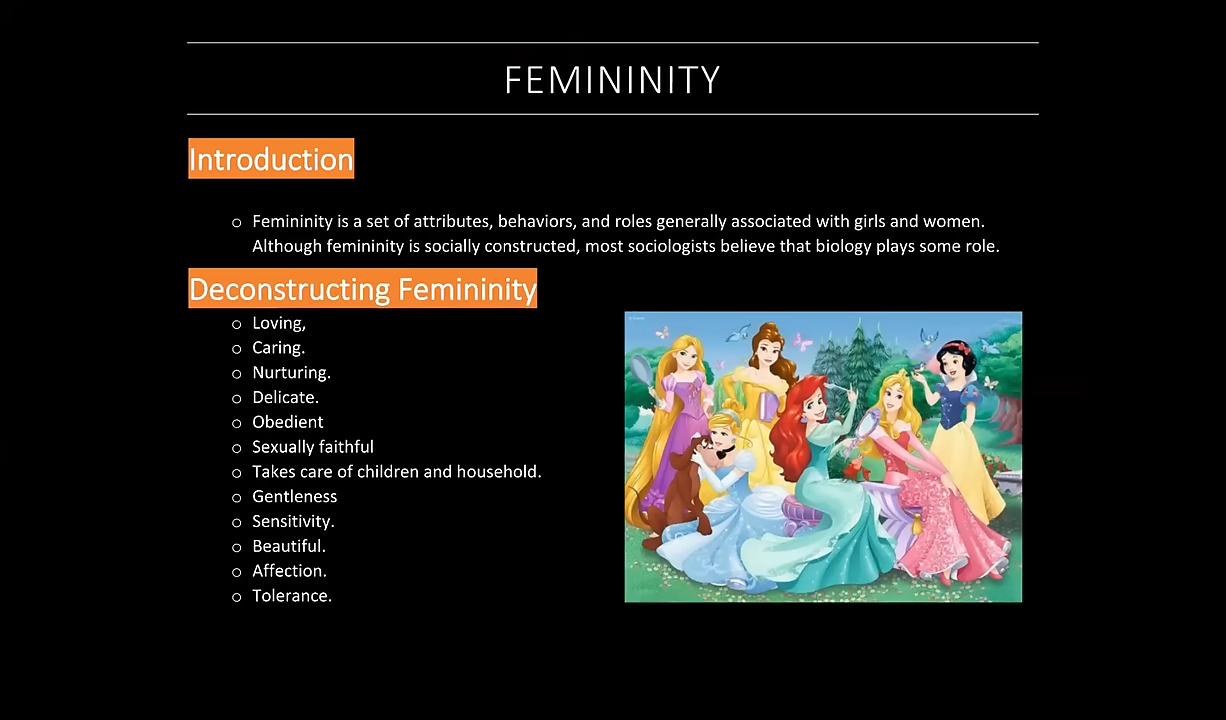 FEMININITY
Introduction
○ Femininity is a set of attributes, behaviors, and roles generally associated with girls and women.
Although femininity is socially constructed, most sociologists believe that biology plays some role.
Deconstructing Femininity
○ Loving,
○ Caring.
○ Nurturing.
○ Delicate.
○ Obedient
○ Sexually faithful
○ Takes care of children and household.
○ Gentleness
○ Sensitivity.
○ Beautiful.
○ Affection.
○ Tolerance.